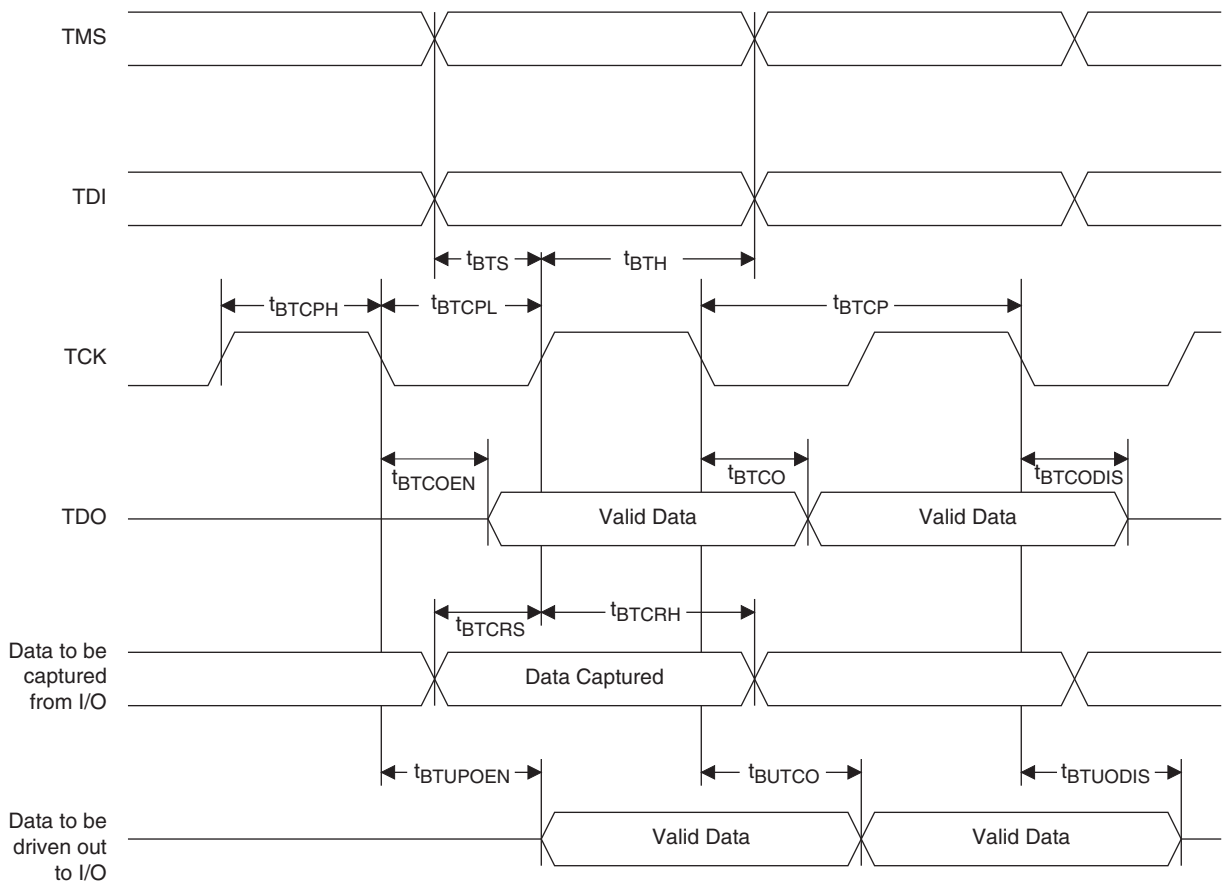 TMS
TDI
tBTS
tBTH
tBTCPH
tBTCPL
tBTCP
TCK
tBTCOEN
tBTCO
tBTCODIS
TDO
Valid Data
Valid Data
tBTCRS
tBTCRH
Data to be
captured
from I/O
Data Captured
tBTUPOEN
tBUTCO
tBTUODIS
Data to be
driven out
to I/O
Valid Data
Valid Data